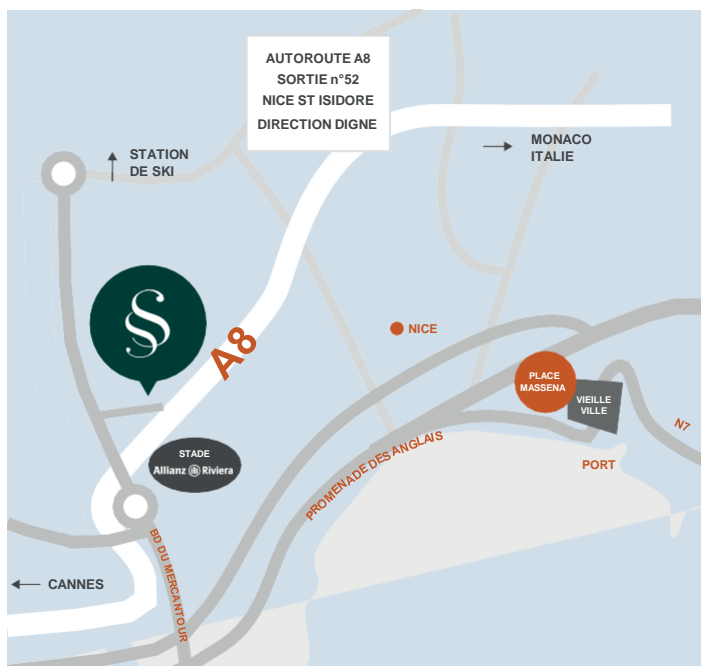 AUTOROUTE A8
SORTIE n°52
NICE ST ISIDORE
DIRECTION DIGNE
STATION
DE SKI
MONACO
ITALIE
A8
NICE
PLACE
MASSENA
VIEILLE
VILLE
N7
PORT
PROMENADE DES ANGLAIS
STADE
Allianz Riviera
BD DU MERCANTOUR
CANNES